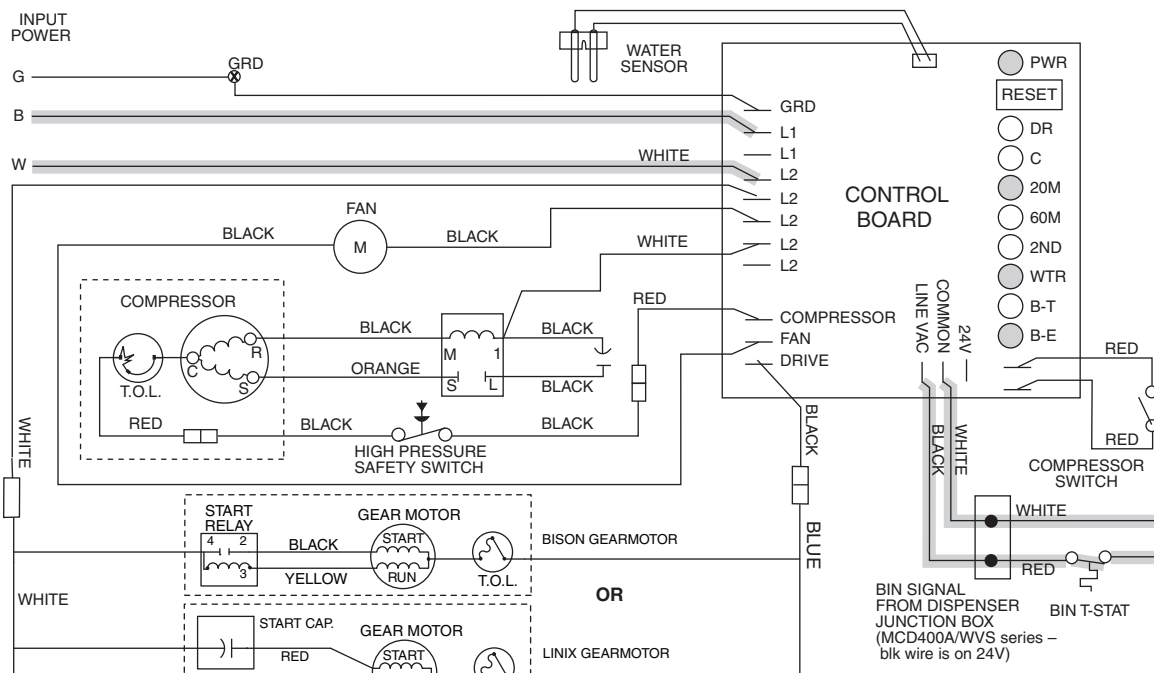 INPUT
POWER
G
GRD
B
W
WHITE
WATER
SENSOR
GRD
L1
L1
L2
L2
L2
L2
L2
CONTROL
BOARD
PWR
RESET
DR
C
20M
60M
2ND
WTR
B-T
B-E
FAN
BLACK
M
BLACK
WHITE
COMPRESSOR
R
C
S
T.O.L.
RED
BLACK
ORANGE
M
1
S
L
BLACK
BLACK
BLACK
HIGH PRESSURE
SAFETY SWITCH
BLACK
RED
COMPRESSOR
FAN
DRIVE
LINE VAC
COMMON
24V
RED
RED
COMPRESSOR
SWITCH
BLACK
WHITE
BLACK
BLUE
WHITE
WHITE
START
RELAY
4
2
3
BLACK
YELLOW
GEAR MOTOR
START
RUN
T.O.L.
BISON GEARMOTOR
OR
START CAP.
RED
GEAR MOTOR
START
LINIX GEARMOTOR
WHITE
RED
BIN T-STAT
BIN SIGNAL
FROM DISPENSER
JUNCTION BOX
(MCD400A/WVS series –
blk wire is on 24V)